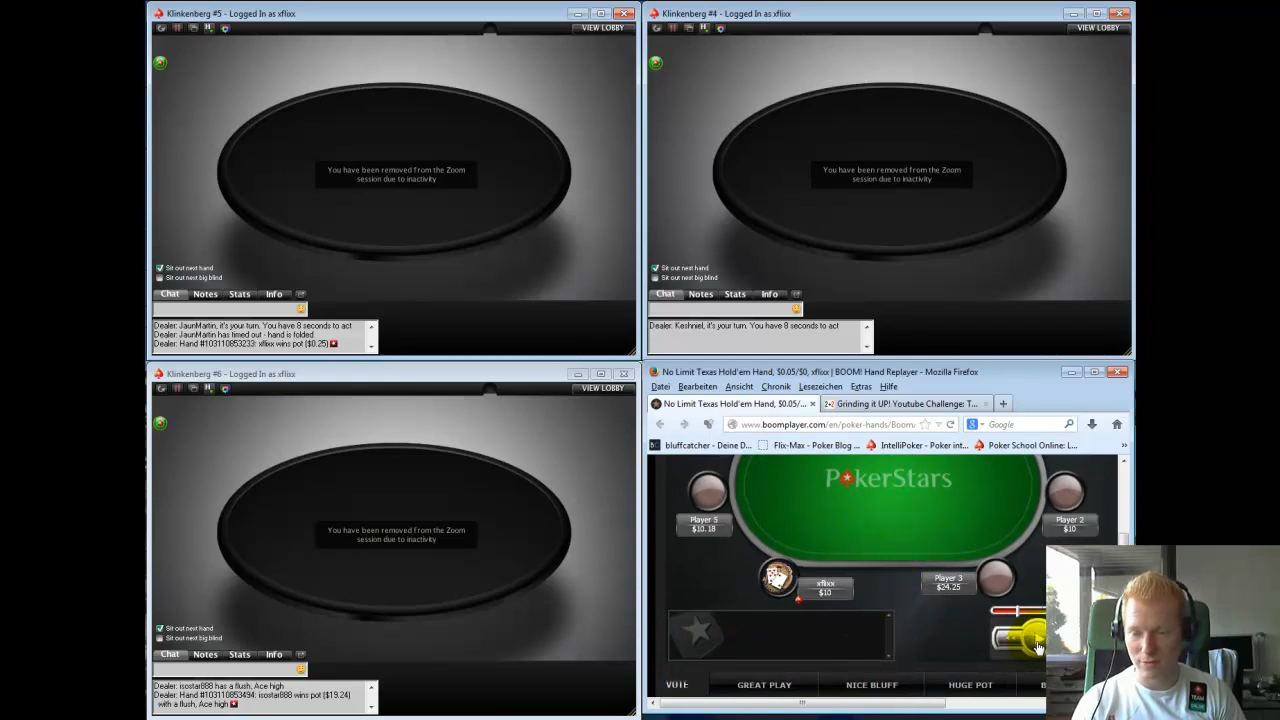 Klinkenberg #5 - Logged In as xflixx
VIEW LOBBY
You have been removed from the Zoom
session due to inactivity
Sit out next hand
Sit out next big blind
Chat Notes Stats Info
Dealer: JaunMartin, it's your turn. You have 8 seconds to act
Dealer: JaunMartin has timed out - hand is folded
Dealer: Hand #103110853233: xflixx wins pot ($0.25)
Klinkenberg #4 - Logged In as xflixx
VIEW LOBBY
You have been removed from the Zoom
session due to inactivity
Sit out next hand
Sit out next big blind
Chat Notes Stats Info
Dealer: Keshniel, it's your turn. You have 8 seconds to act
Klinkenberg #6 - Logged In as xflixx
VIEW LOBBY
You have been removed from the Zoom
session due to inactivity
Sit out next hand
Sit out next big blind
Chat Notes Stats Info
Dealer: isostar888 has a flush, Ace high
Dealer: Hand #103110853494: isostar888 wins pot ($19.24)
with a flush, Ace high
No Limit Texas Hold'em Hand, $0.05/$0, xflixx | BOOM! Hand Replayer - Mozilla Firefox
Datei Bearbeiten Ansicht Chronik Lesezeichen Extras Hilfe
No Limit Texas Hold'em Hand, $0.05/... 2+2 Grinding it UP! Youtube Challenge: T...
www.boomplayer.com/en/poker-hands/Boom Google
bluffcatcher - Deine D... Flix-Max - Poker Blog ... IntelliPoker - Poker int... Poker School Online: L...
PokerStars
Player 5
$10.18
Player 2
$10
xflixx
$10
Player 3
$24.25
VOTE GREAT PLAY NICE BLUFF HUGE POT B
TEAM